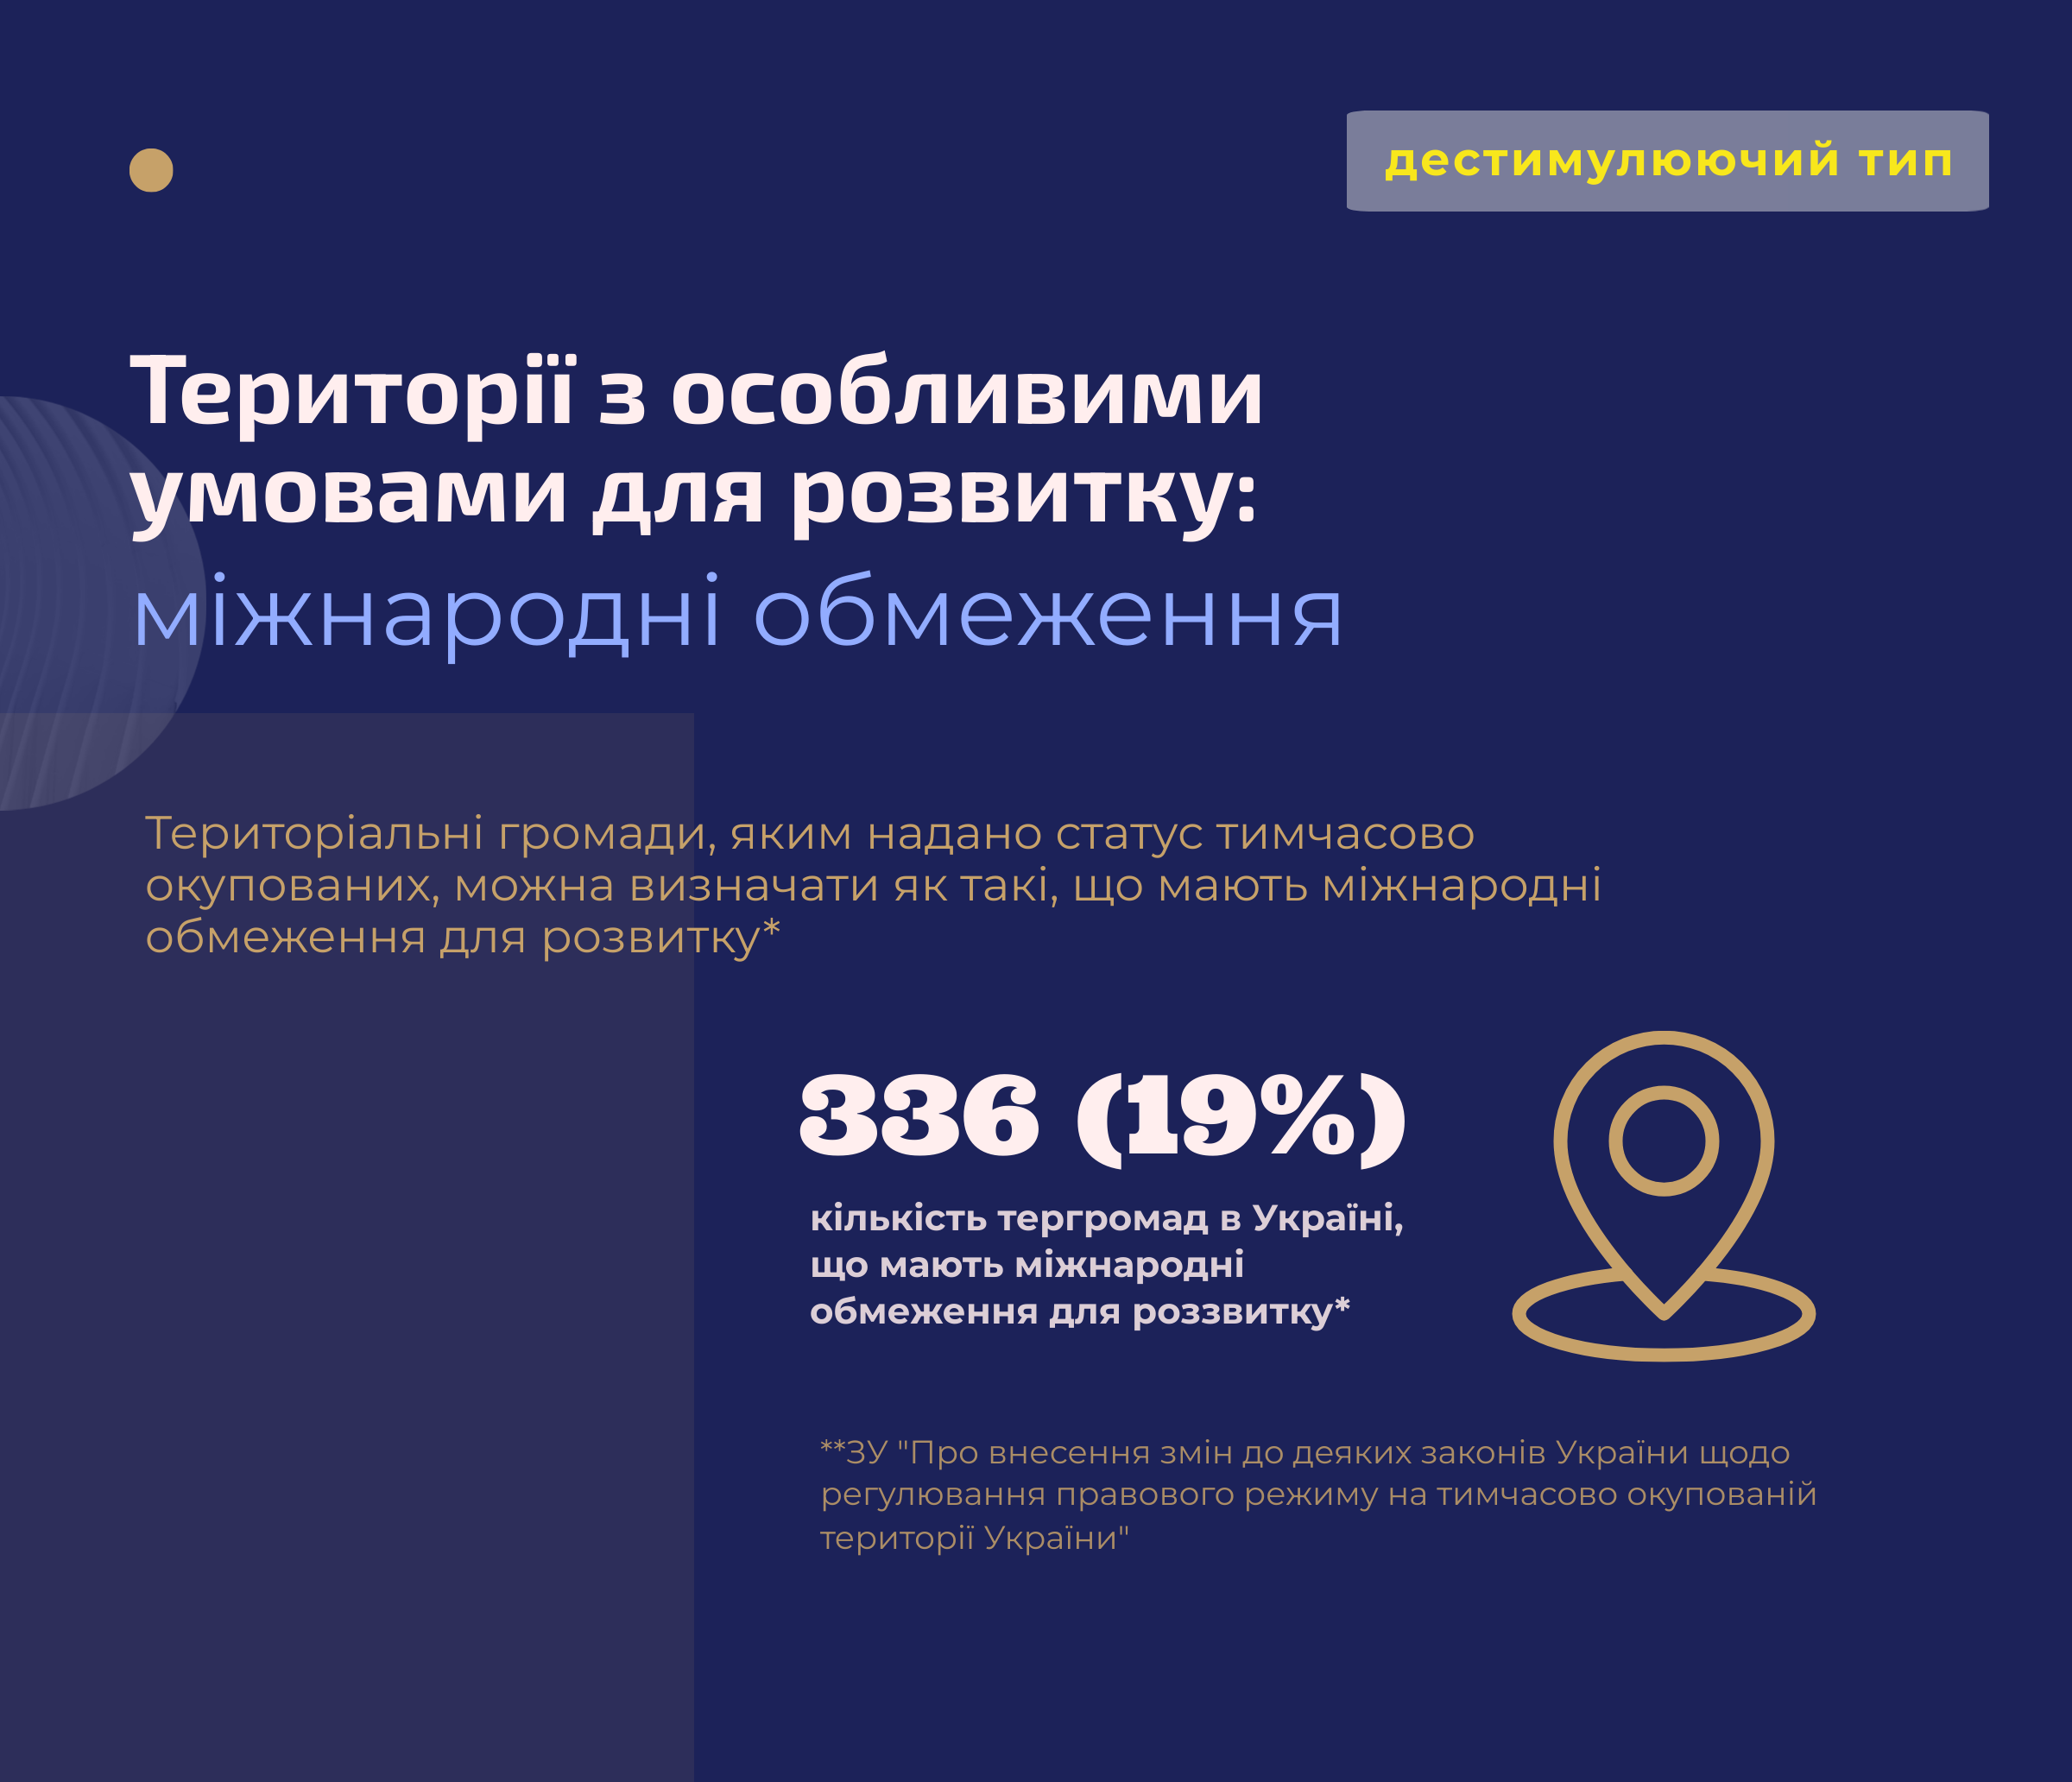 дестимулюючий тип
Території з особливими
умовами для розвитку:
міжнародні обмеження
Територіальні громади, яким надано статус тимчасово
окупованих, можна визначати як такі, що мають міжнародні
обмеження для розвитку*
336 (19%)
кількість тергромад в Україні,
що мають міжнародні
обмеження для роззвитку*
**ЗУ "Про внесення змін до деяких законів України щодо
регулювання правового режиму на тимчасово окупованій
території України"